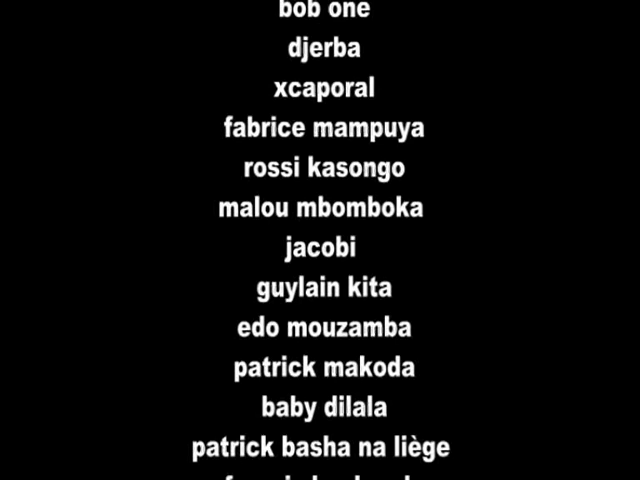 bob one
djerba
xcaporal
fabrice mampuya
rossi kasongo
malou mbomboka
jacobi
guylain kita
edo mouzamba
patrick makoda
baby dilala
patrick basha na liège